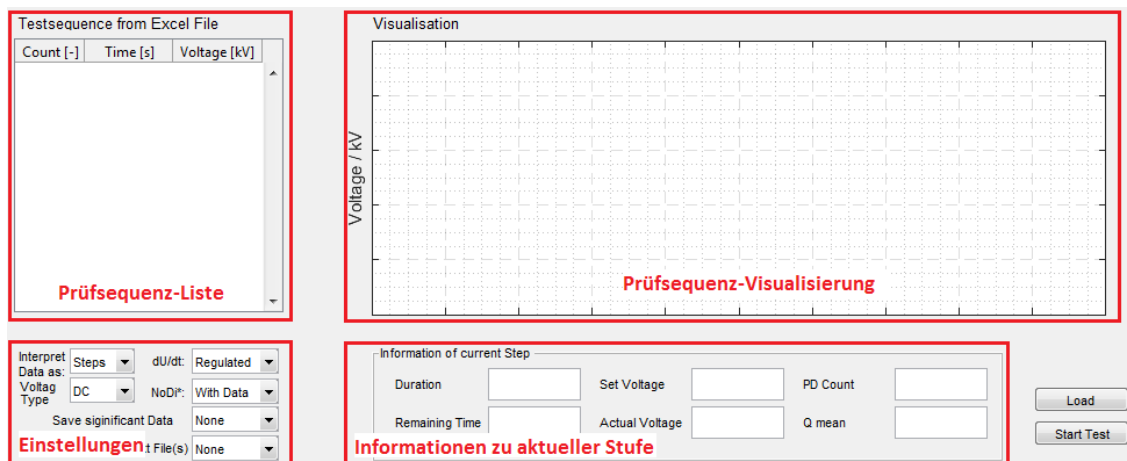 Testsequence from Excel File
Count [-] Time [s] Voltage [kV]
Prüfsequenz-Liste
Visualisation
Voltage / kV
Prüfsequenz-Visualisierung
Interpret Data as: Steps dU/dt: Regulated
Voltag Type DC NoDi*: With Data
Save siginificant Data None
Einstellungen t File(s) None
Information of current Step
Duration Set Voltage PD Count
Remaining Time Actual Voltage Q mean
Informationen zu aktueller Stufe
Load
Start Test